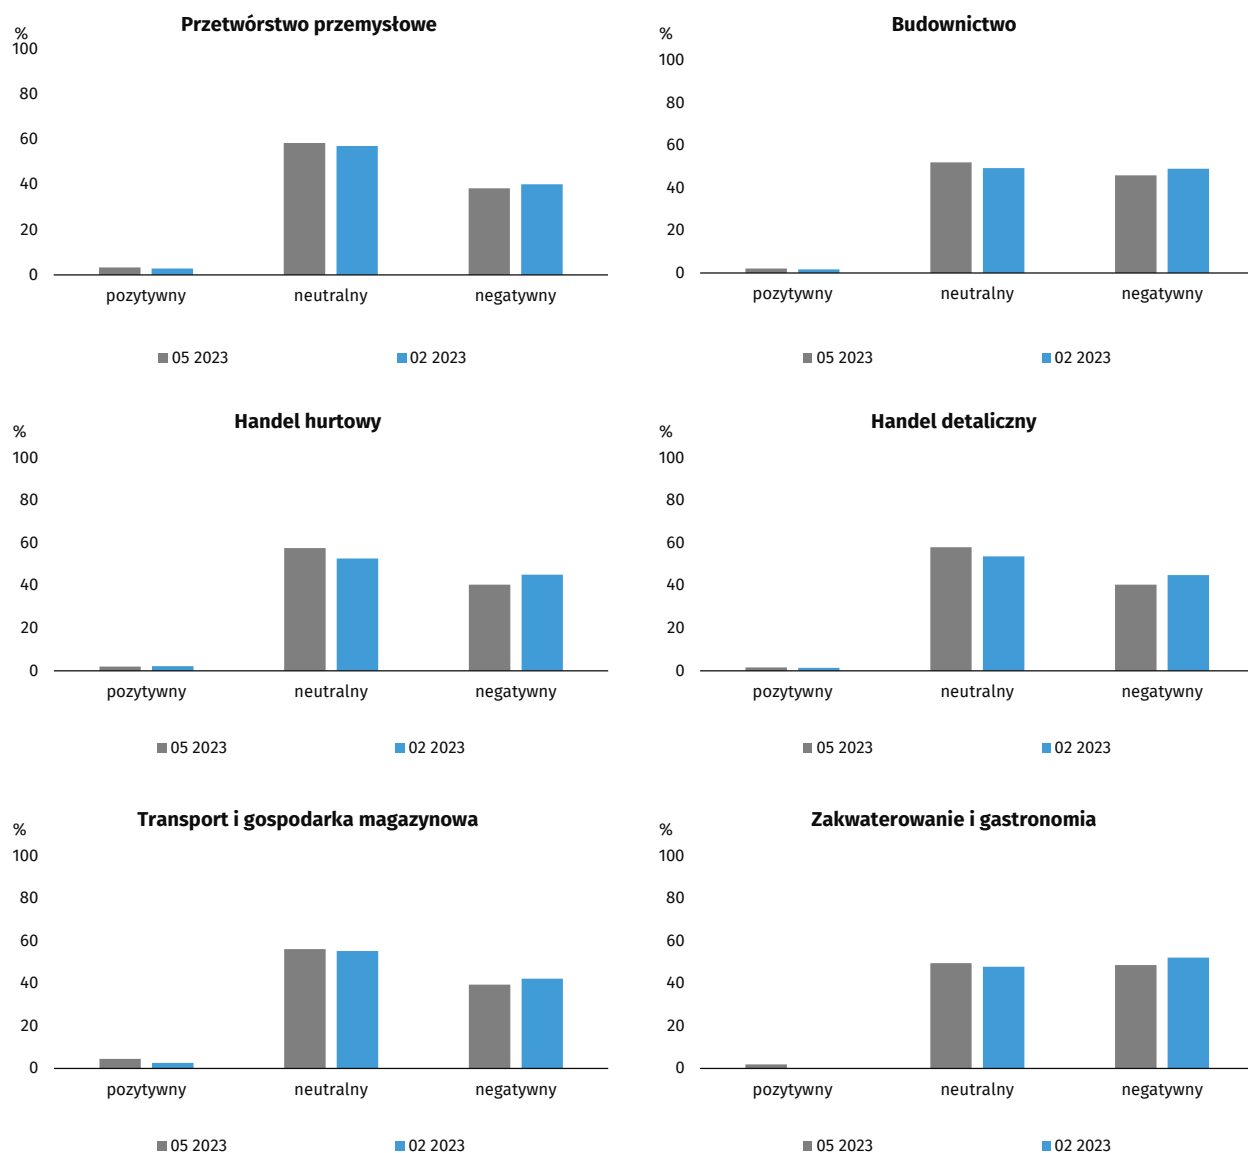 Przetwórstwo przemysłowe
%
100
80
60
40
20
0
pozytywny neutralny negatywny
05 2023 02 2023
Budownictwo
%
100
80
60
40
20
0
pozytywny neutralny negatywny
05 2023 02 2023
Handel hurtowy
%
100
80
60
40
20
0
pozytywny neutralny negatywny
05 2023 02 2023
Handel detaliczny
%
100
80
60
40
20
0
pozytywny neutralny negatywny
05 2023 02 2023
Transport i gospodarka magazynowa
%
100
80
60
40
20
0
pozytywny neutralny negatywny
05 2023 02 2023
Zakwaterowanie i gastronomia
%
100
80
60
40
20
0
pozytywny neutralny negatywny
05 2023 02 2023